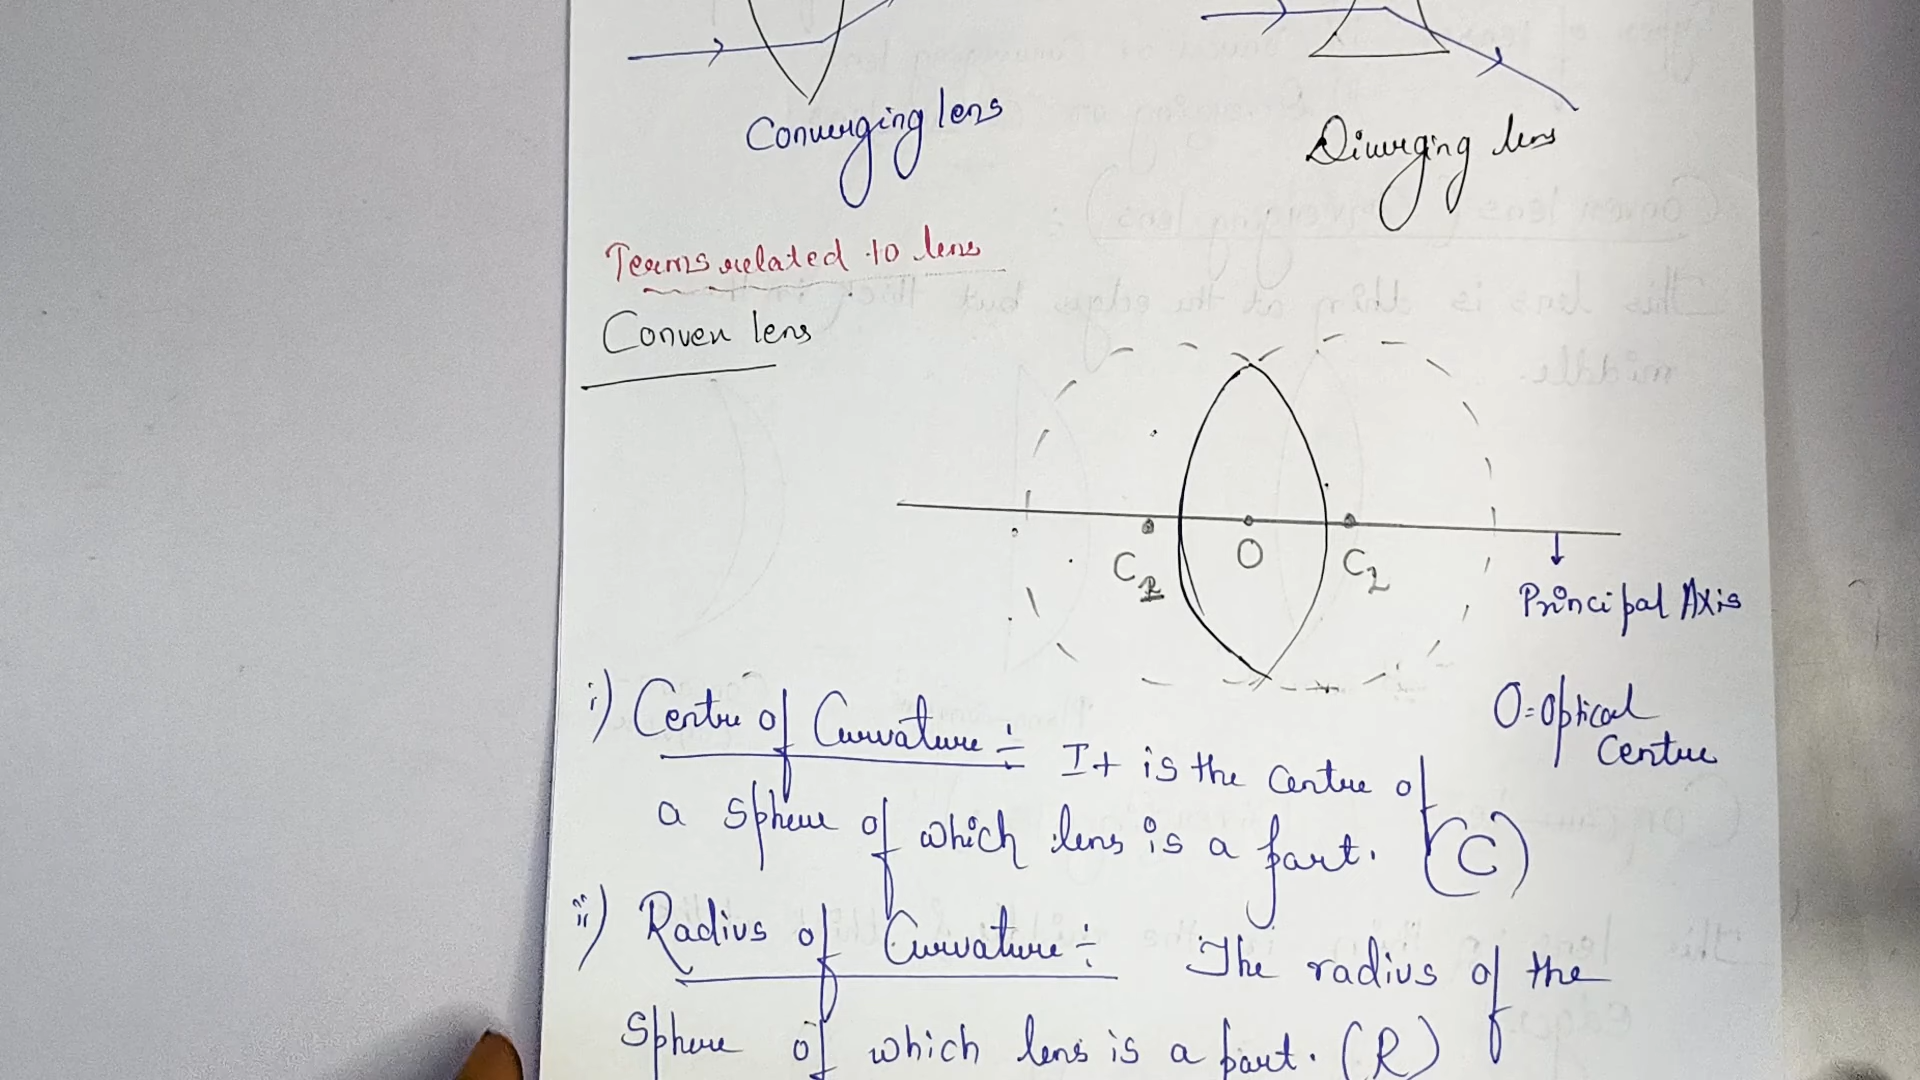 Converging lens
Diverging lens
Terms related to lens
Convex lens
O
C2
Principal Axis
O = Optical
Centre
i) Centre of Curvature :- It is the centre of
a sphere of which lens is a part. (C)
ii) Radius of Curvature :- The radius of the
Sphere of which lens is a part. (R)